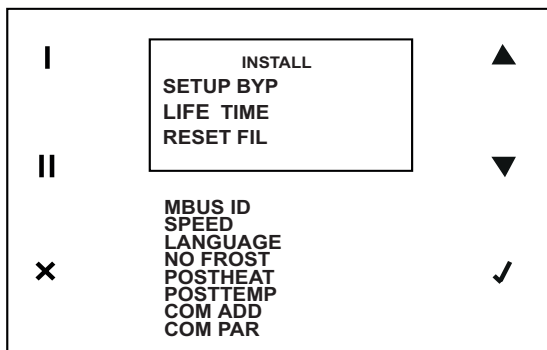 I
INSTALL
SETUP BYP
LIFE TIME
RESET FIL
II
MBUS ID
SPEED
LANGUAGE
NO FROST
POSTHEAT
POSTTEMP
COM ADD
COM PAR